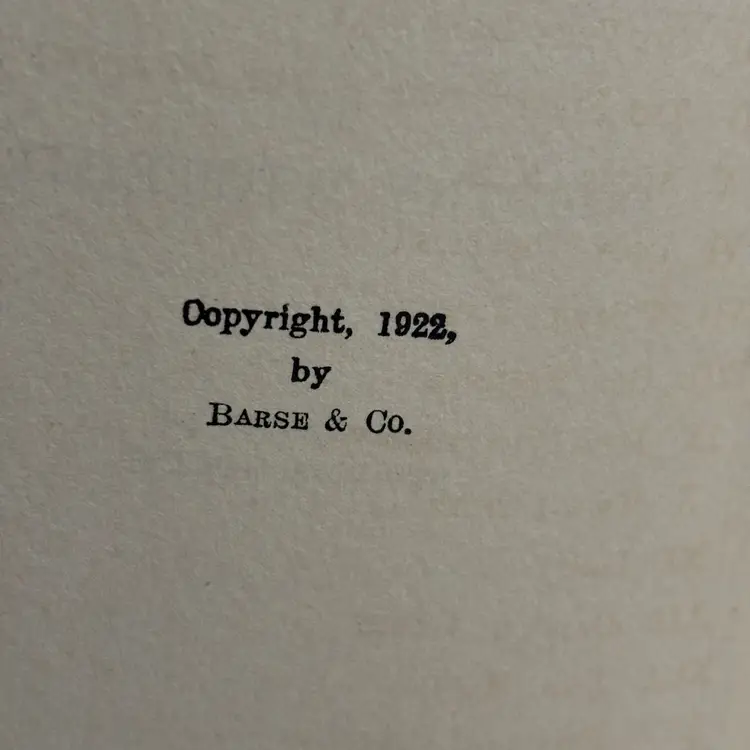 Copyright, 1922,
by
BARSE & CO.